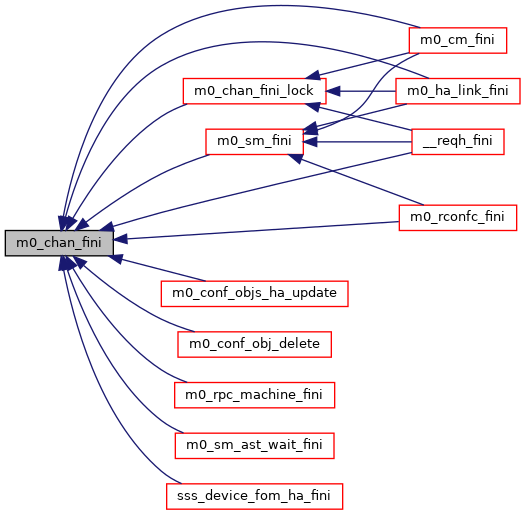 m0_cm_fini
m0_chan_fini_lock
m0_ha_link_fini
m0_sm_fini
__reqh_fini
m0_rconfc_fini
m0_chan_fini
m0_conf_objs_ha_update
m0_conf_obj_delete
m0_rpc_machine_fini
m0_sm_ast_wait_fini
sss_device_fom_ha_fini